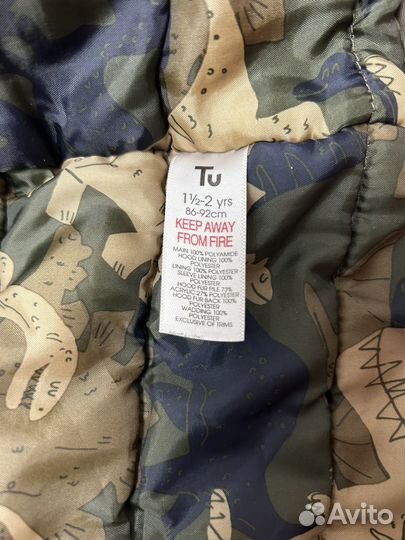 Tu
1½-2 yrs
86-92cm
KEEP AWAY
FROM FIRE
MAIN 100% POLYAMIDE
HOOD LINING 100%
POLYESTER
LINING 100% POLYESTER
SLEEVE LINING 100%
POLYESTER
HOOD FUR PILE 73%
ACRYLIC 27% POLYESTER
HOOD FUR BACK 100%
POLYESTER
WADDING 100%
POLYESTER
EXCLUSIVE OF TRIMS
Avito